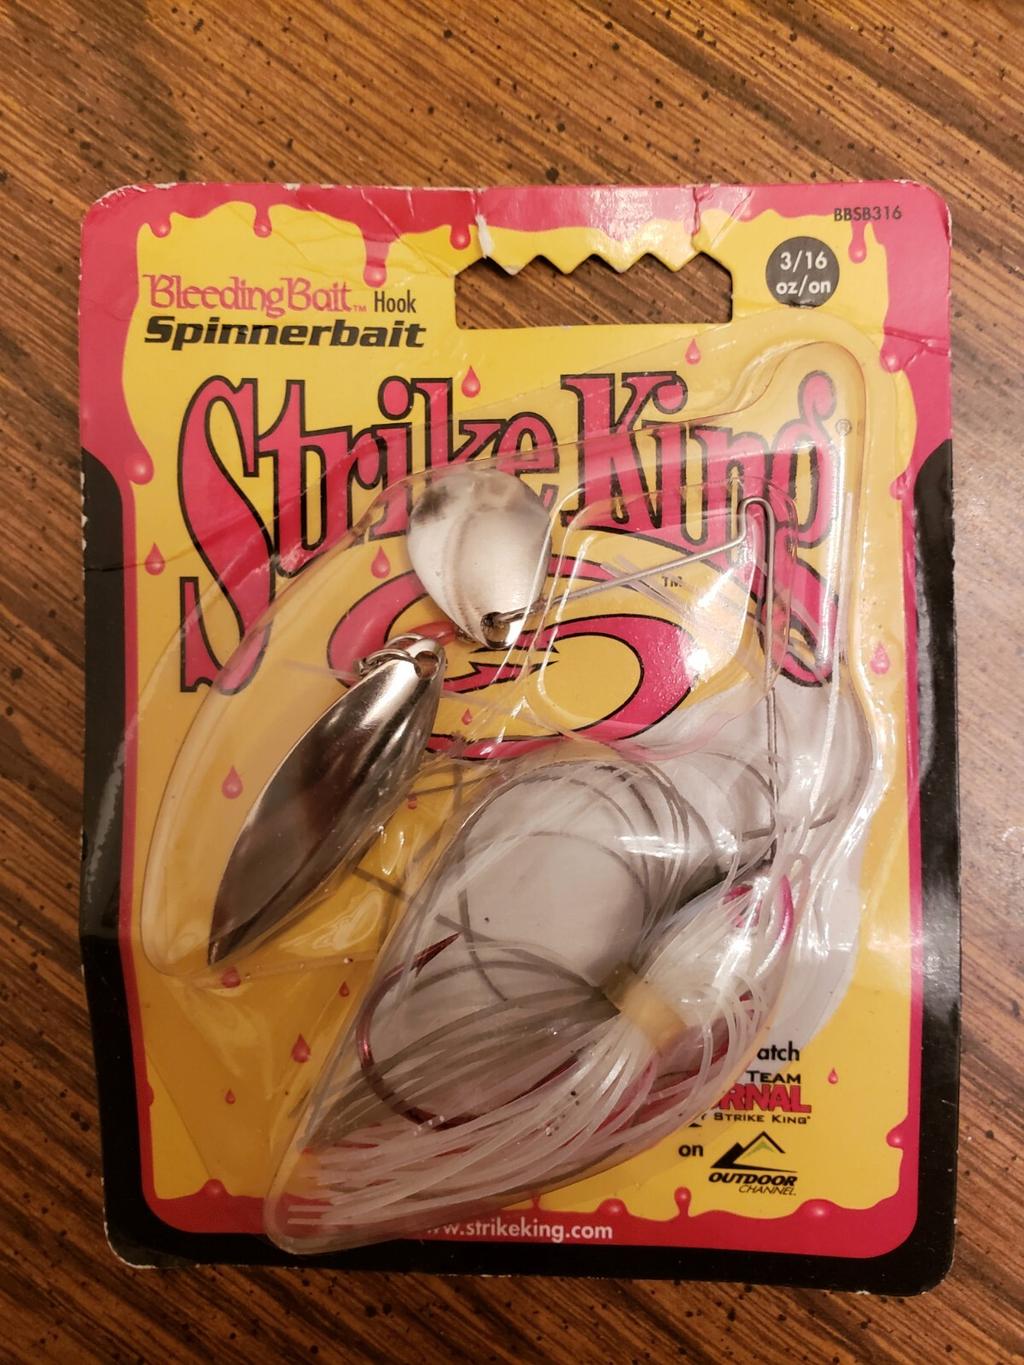 BBSB316
3/16
oz/on
BleedingBait™ Hook
Spinnerbait
Strike King®
™
atch
TEAM
RNAL
Y STRIKE KING®
on
OUTDOOR
CHANNEL
w.strikeking.com